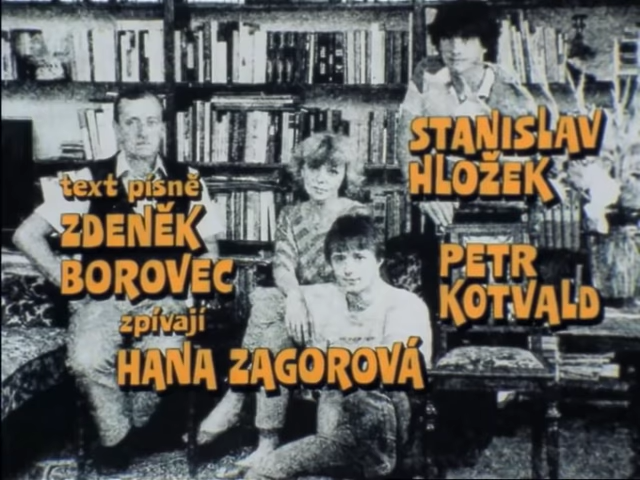 text písně
ZDENĚK
BOROVEC
zpívají
HANA ZAGOROVÁ
STANISLAV
HLOŽEK
PETR
KOTVALD